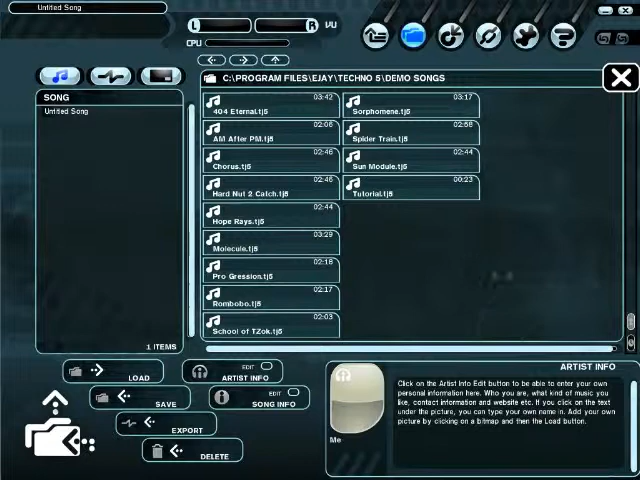 Untitled Song
L
R
VU
CPU
C:\PROGRAM FILES\EJAY\TECHNO 5\DEMO SONGS
SONG
Untitled Song
1 ITEMS
03:42
404 Eternal.tj5
02:06
AM After PM.tj5
02:46
Chorus.tj5
02:46
Hard Nut 2 Catch.tj5
02:44
Hope Rays.tj5
03:29
Molecule.tj5
02:18
Pro Gression.tj5
02:17
Rombobo.tj5
02:03
School of TZok.tj5
03:17
Sorphomene.tj5
02:58
Spider Train.tj5
02:44
Sun Module.tj5
00:23
Tutorial.tj5
LOAD
SAVE
EXPORT
DELETE
EDIT
ARTIST INFO
EDIT
SONG INFO
ARTIST INFO
Me
Click on the Artist Info Edit button to be able to enter your own
personal information here. Who you are, what kind of music you
like, contact information and website etc. If you click on the text
under the picture, you can type your own name in. Add your own
picture by clicking on a bitmap and then the Load button.